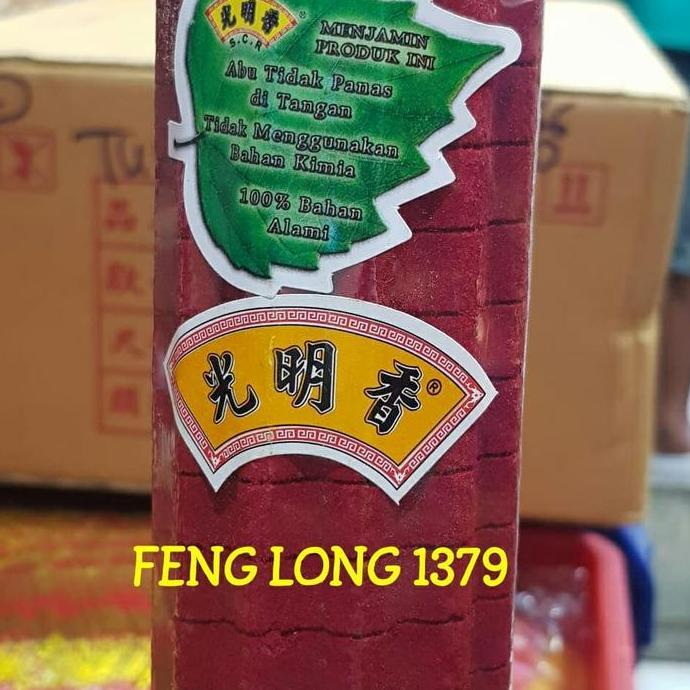 光明香
®
S.C.R
MENJAMIN
PRODUK INI
Abu Tidak Panas
di Tangan
Tidak Menggunakan
Bahan Kimia
100% Bahan
Alami
光明香®
FENG LONG 1379